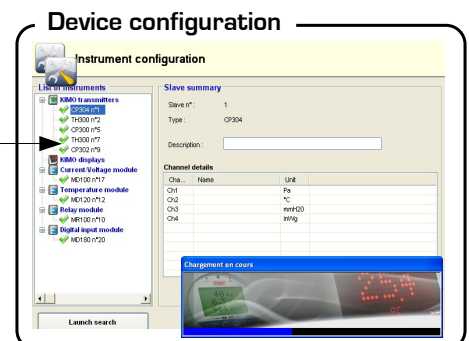 Device configuration
Instrument configuration
List of instruments
KIMO transmitters
CP304 n°1
TH300 n°2
CP300 n°5
TH300 n°7
CP302 n°9
KIMO displays
Current/Voltage module
MD100 n°17
Temperature module
MD120 n°12
Relay module
MR100 n°10
Digital input module
MD180 n°20
Launch search
Slave summary
Slave n° : 1
Type : CP304
Description :
Channel details
Cha... Name Unit
Ch1 Pa
Ch2 °C
Ch3 mmH20
Ch4 inWg
Chargement en cours